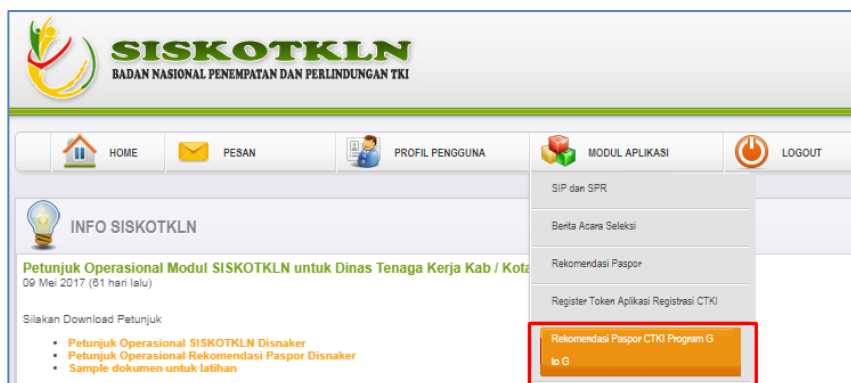 SISKOTKLN
BADAN NASIONAL PENEMPATAN DAN PERLINDUNGAN TKI
HOME
PESAN
PROFIL PENGGUNA
MODUL APLIKASI
LOGOUT
SIP dan SPR
Berita Acara Seleksi
Rekomendasi Paspor
Register Token Aplikasi Registrasi CTKI
Rekomendasi Paspor CTKI Program G
to G
INFO SISKOTKLN
Petunjuk Operasional Modul SISKOTKLN untuk Dinas Tenaga Kerja Kab / Kota
09 Mei 2017 (61 hari lalu)
Silakan Download Petunjuk
Petunjuk Operasional SISKOTKLN Disnaker
Petunjuk Operasional Rekomendasi Paspor Disnaker
Sample dokumen untuk latihan